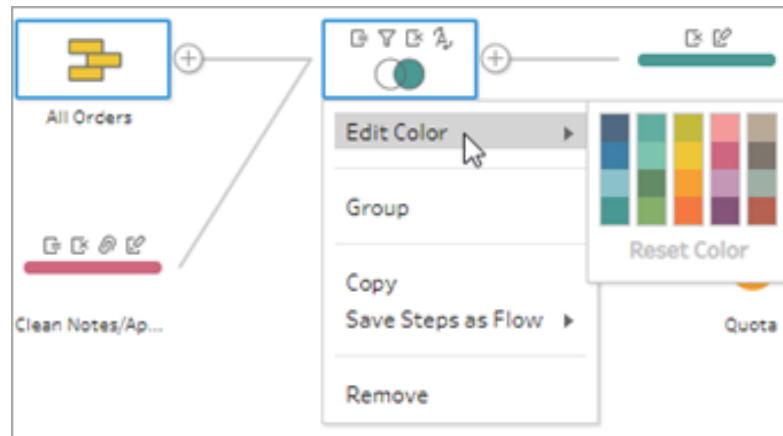 All Orders
Edit Color
Group
Reset Color
Copy
Clean Notes/Ap...
Save Steps as Flow
Quota
Remove